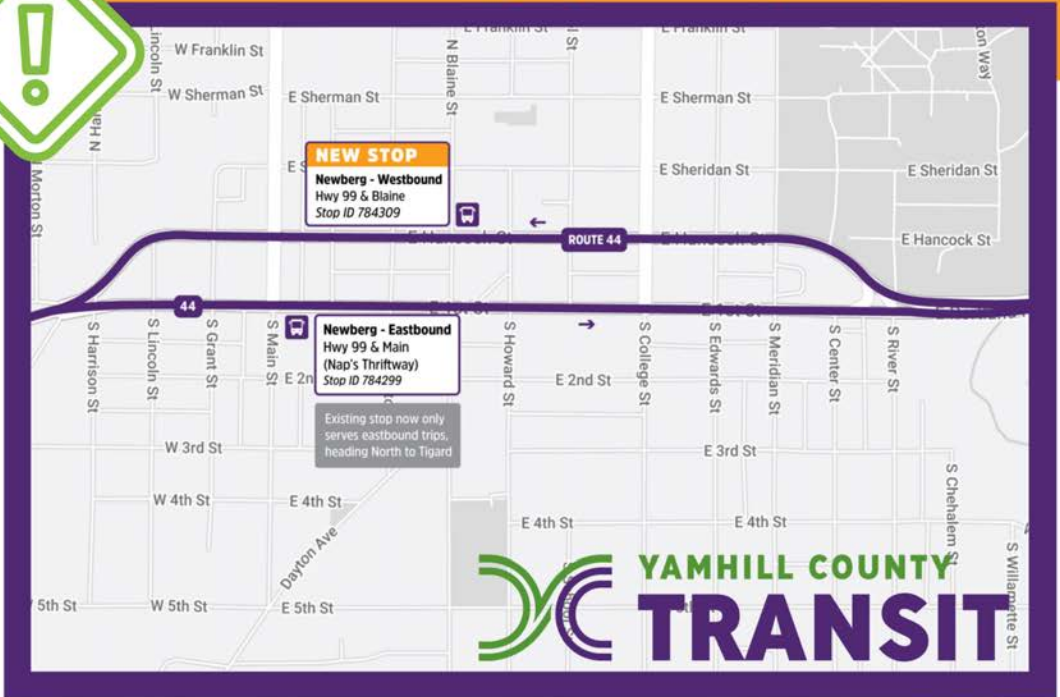 E Franklin St
E Franklin St
W Franklin St
Lincoln St
N Blaine St
W Sherman St
E Sherman St
E Sherman St
Morton St
NEW STOP
Newberg - Westbound
Hwy 99 & Blaine
Stop ID 784309
E Sheridan St
E Sheridan St
←
ROUTE 44
E Hancock St
E Hancock St
E Hancock St
44
E 1st St
E 1st St
→
Newberg - Eastbound
Hwy 99 & Main
(Nap's Thriftway)
Stop ID 784299
Existing stop now only
serves eastbound trips,
heading North to Tigard
S Harrison St
S Lincoln St
S Grant St
S Main St
S Howard St
S College St
S Edwards St
S Meridian St
S Center St
S River St
E 2nd St
W 3rd St
E 3rd St
W 4th St
E 4th St
E 4th St
E 4th St
S Chehalem St
Dayton Ave
S Willamette St
5th St
W 5th St
E 5th St
YAMHILL COUNTY
TRANSIT